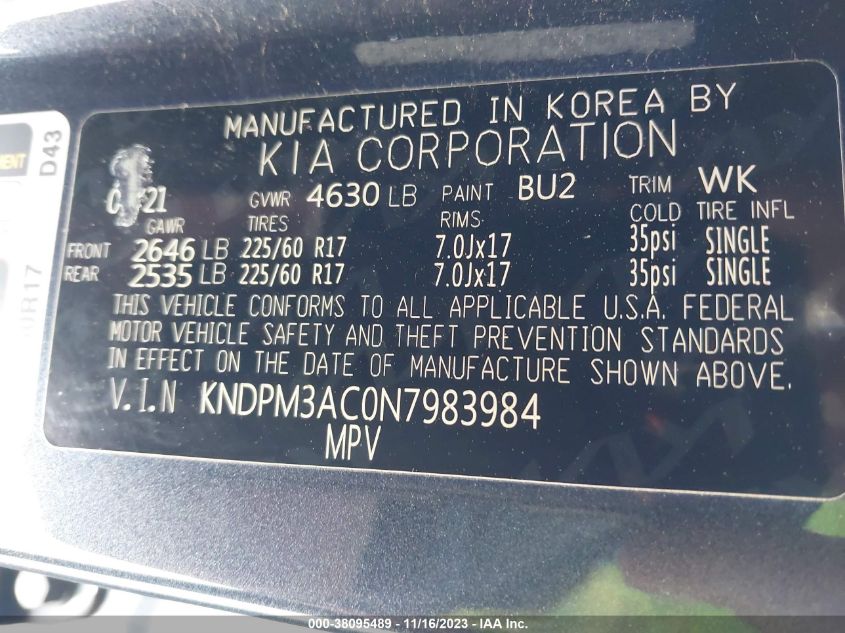 MANUFACTURED IN KOREA BY
KIA CORPORATION
GVWR 4630 LB PAINT BU2 TRIM WK
GAWR TIRES RIMS COLD TIRE INFL
FRONT 2646 LB 225/60 R17 7.0Jx17 35psi SINGLE
REAR 2535 LB 225/60 R17 7.0Jx17 35psi SINGLE
THIS VEHICLE CONFORMS TO ALL APPLICABLE U.S.A. FEDERAL
MOTOR VEHICLE SAFETY AND THEFT PREVENTION STANDARDS
IN EFFECT ON THE DATE OF MANUFACTURE SHOWN ABOVE.
V.I.N KNDPM3AC0N7983984
MPV
D43
000-38095489 - 11/16/2023 - IAA Inc.